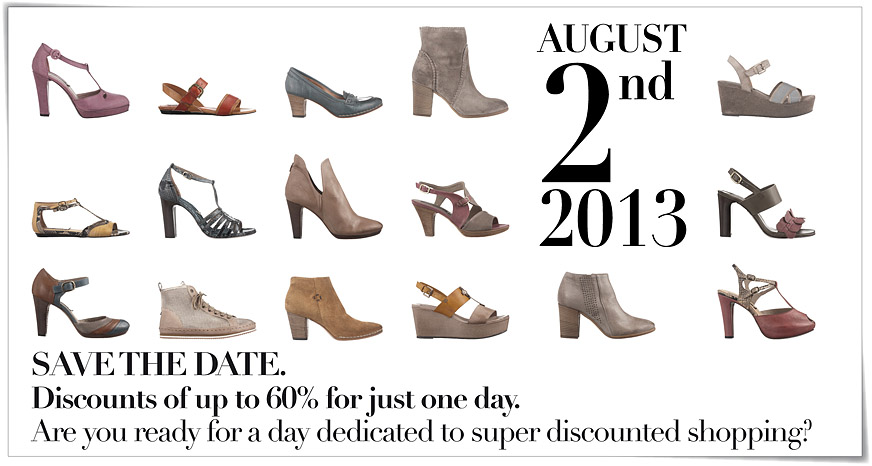 AUGUST
2nd
2013
SAVE THE DATE.
Discounts of up to 60% for just one day.
Are you ready for a day dedicated to super discounted shopping?